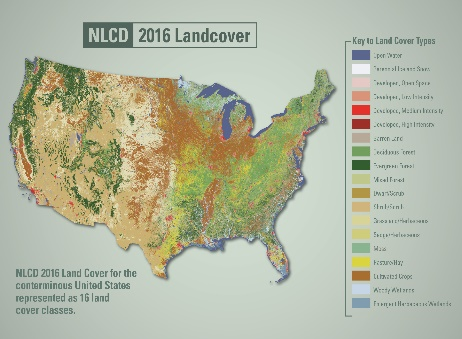 NLCD 2016 Landcover
Key to Land Cover Types
Open Water
Perennial Ice and Snow
Developed, Open Space
Developed, Low Intensity
Developed, Medium Intensity
Developed, High Intensity
Barren Land
Deciduous Forest
Evergreen Forest
Mixed Forest
Dwarf/Scrub
Shrub/Scrub
Grassland/Herbaceous
Sedge/Herbaceous
Moss
Pasture/Hay
Cultivated Crops
Woody Wetlands
Emergent Herbaceous Wetlands
NLCD 2016 Land Cover for the
conterminous United States
represented as 16 land
cover classes.